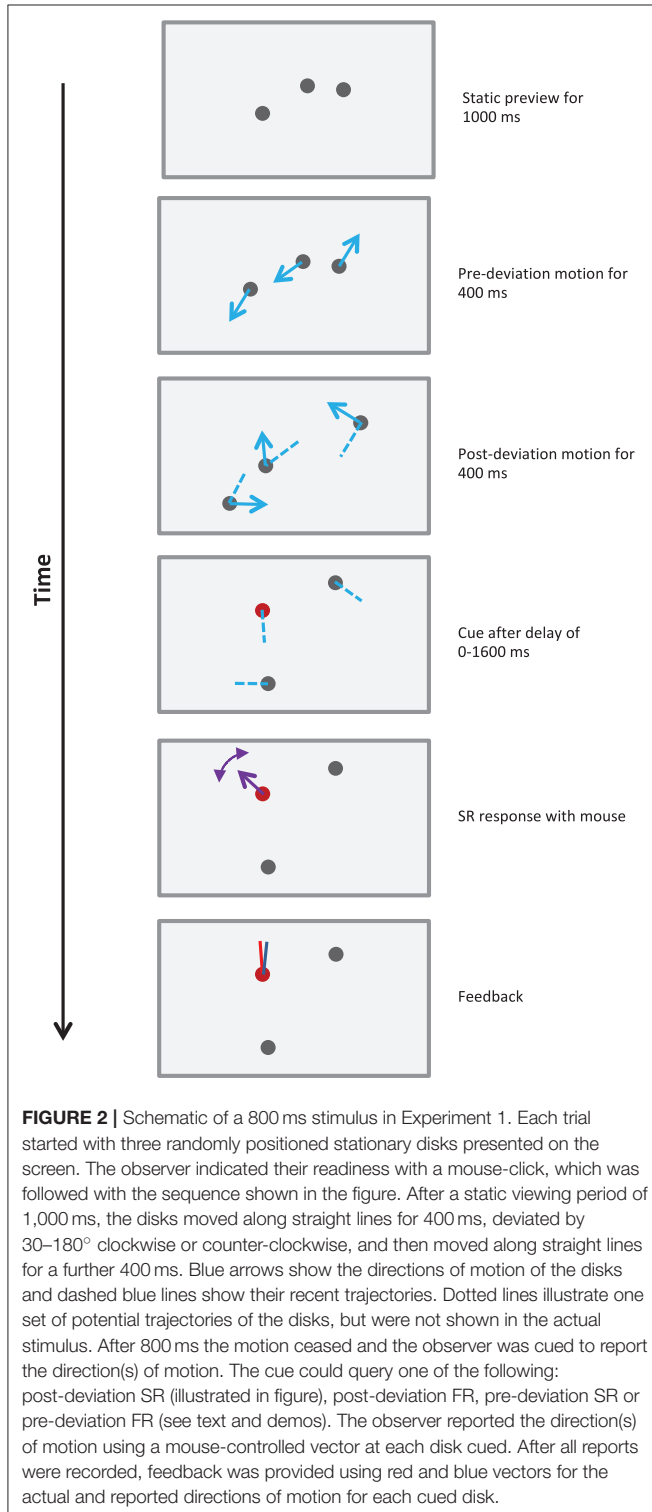 Time
Static preview for
1000 ms
Pre-deviation motion for
400 ms
Post-deviation motion for
400 ms
Cue after delay of
0-1600 ms
SR response with mouse
Feedback
FIGURE 2 | Schematic of a 800 ms stimulus in Experiment 1. Each trial
started with three randomly positioned stationary disks presented on the
screen. The observer indicated their readiness with a mouse-click, which was
followed with the sequence shown in the figure. After a static viewing period of
1,000 ms, the disks moved along straight lines for 400 ms, deviated by
30–180° clockwise or counter-clockwise, and then moved along straight lines
for a further 400 ms. Blue arrows show the directions of motion of the disks
and dashed blue lines show their recent trajectories. Dotted lines illustrate one
set of potential trajectories of the disks, but were not shown in the actual
stimulus. After 800 ms the motion ceased and the observer was cued to report
the direction(s) of motion. The cue could query one of the following:
post-deviation SR (illustrated in figure), post-deviation FR, pre-deviation SR or
pre-deviation FR (see text and demos). The observer reported the direction(s)
of motion using a mouse-controlled vector at each disk cued. After all reports
were recorded, feedback was provided using red and blue vectors for the
actual and reported directions of motion for each cued disk.